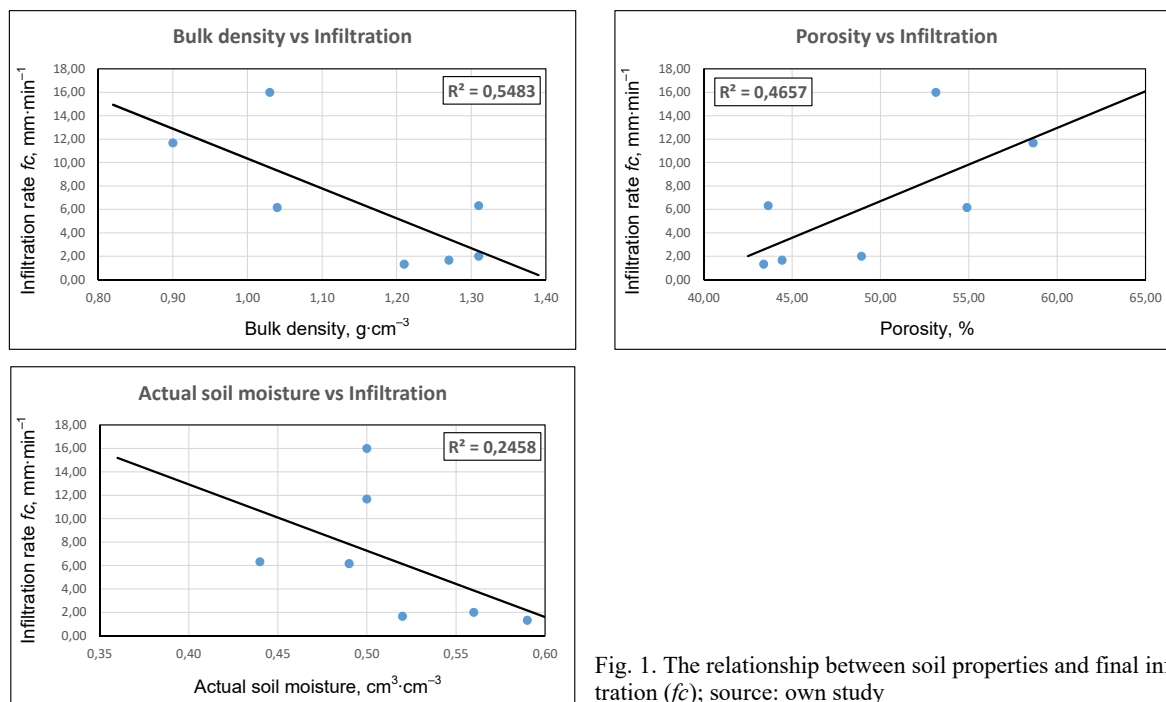 Bulk density vs Infiltration
Infiltration rate fc, mm·min⁻¹
18,00
16,00
14,00
12,00
10,00
8,00
6,00
4,00
2,00
0,00
R² = 0,5483
0,80 0,90 1,00 1,10 1,20 1,30 1,40
Bulk density, g·cm⁻³
Porosity vs Infiltration
Infiltration rate fc, mm·min⁻¹
18,00
16,00
14,00
12,00
10,00
8,00
6,00
4,00
2,00
0,00
R² = 0,4657
40,00 45,00 50,00 55,00 60,00 65,00
Porosity, %
Actual soil moisture vs Infiltration
Infiltration rate fc, mm·min⁻¹
18,00
16,00
14,00
12,00
10,00
8,00
6,00
4,00
2,00
0,00
R² = 0,2458
0,35 0,40 0,45 0,50 0,55 0,60
Actual soil moisture, cm³·cm⁻³
Fig. 1. The relationship between soil properties and final inf
tration (fc); source: own study